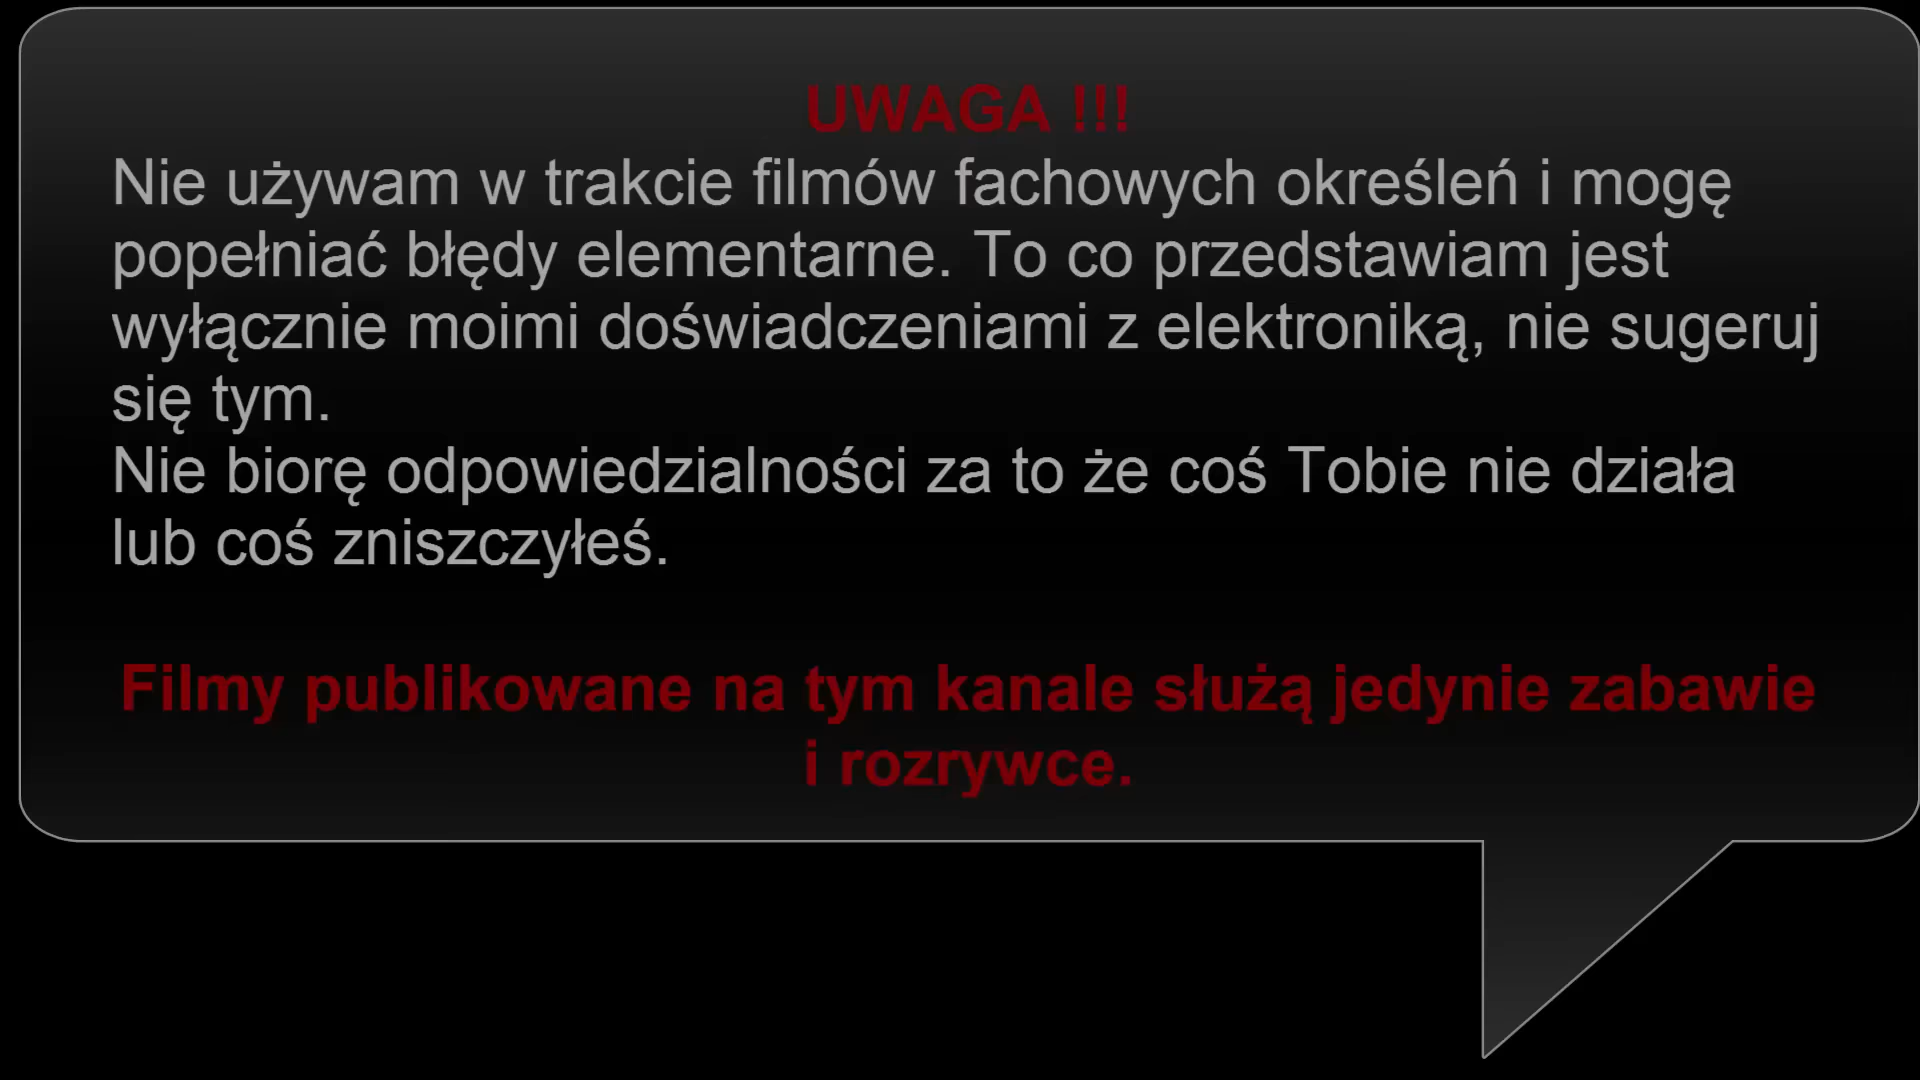 UWAGA !!!
Nie używam w trakcie filmów fachowych określeń i mogę
popełniać błędy elementarne. To co przedstawiam jest
wyłącznie moimi doświadczeniami z elektroniką, nie sugeruj
się tym.
Nie biorę odpowiedzialności za to że coś Tobie nie działa
lub coś zniszczyłeś.
Filmy publikowane na tym kanale służą jedynie zabawie
i rozrywce.